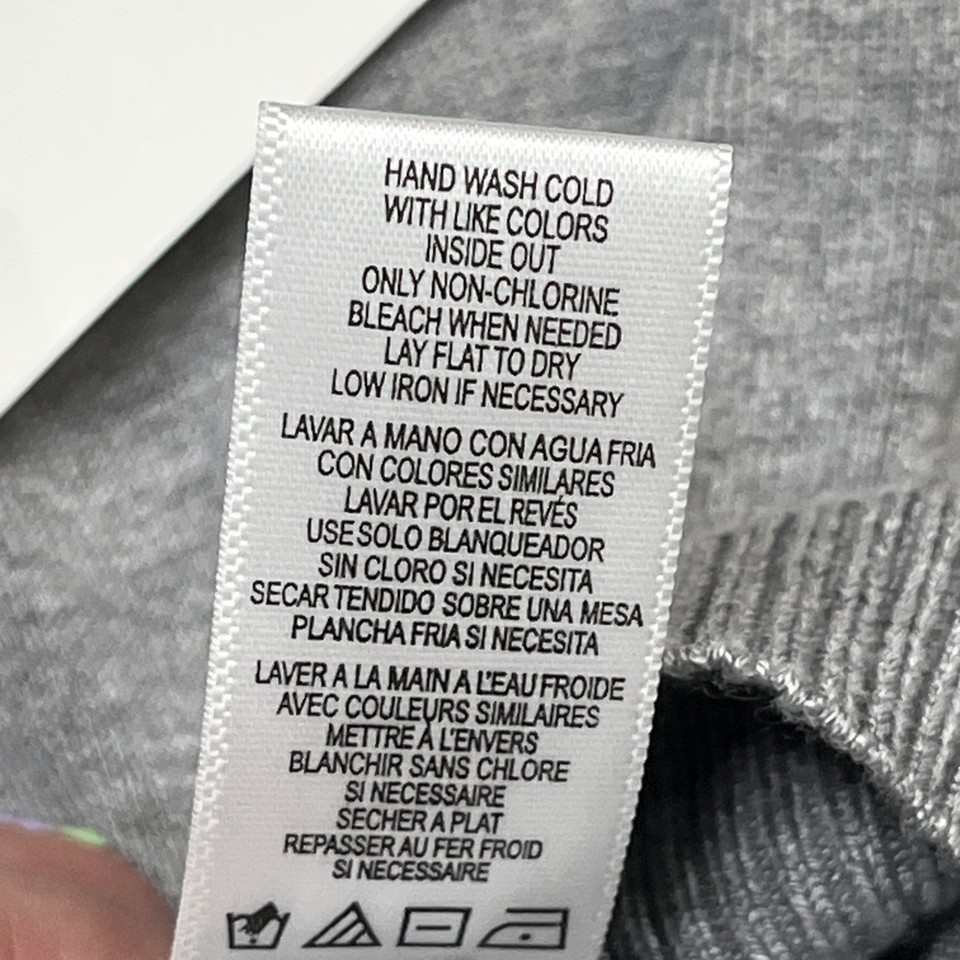 HAND WASH COLD
WITH LIKE COLORS
INSIDE OUT
ONLY NON-CHLORINE
BLEACH WHEN NEEDED
LAY FLAT TO DRY
LOW IRON IF NECESSARY
LAVAR A MANO CON AGUA FRIA
CON COLORES SIMILARES
LAVAR POR EL REVÉS
USE SOLO BLANQUEADOR
SIN CLORO SI NECESITA
SECAR TENDIDO SOBRE UNA MESA
PLANCHA FRIA SI NECESITA
LAVER A LA MAIN A L'EAU FROIDE
AVEC COULEURS SIMILAIRES
METTRE À L'ENVERS
BLANCHIR SANS CHLORE
SI NECESSAIRE
SECHER A PLAT
REPASSER AU FER FROID
SI NECESSAIRE